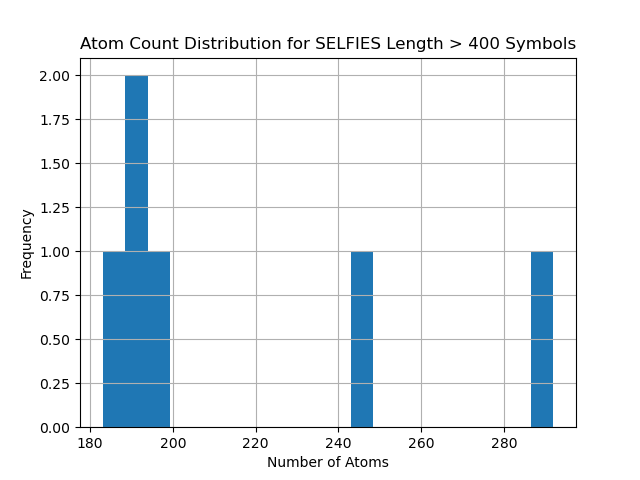 Atom Count Distribution for SELFIES Length > 400 Symbols
2.00
1.75
1.50
1.25
1.00
0.75
0.50
0.25
0.00
Frequency
180 200 220 240 260 280
Number of Atoms